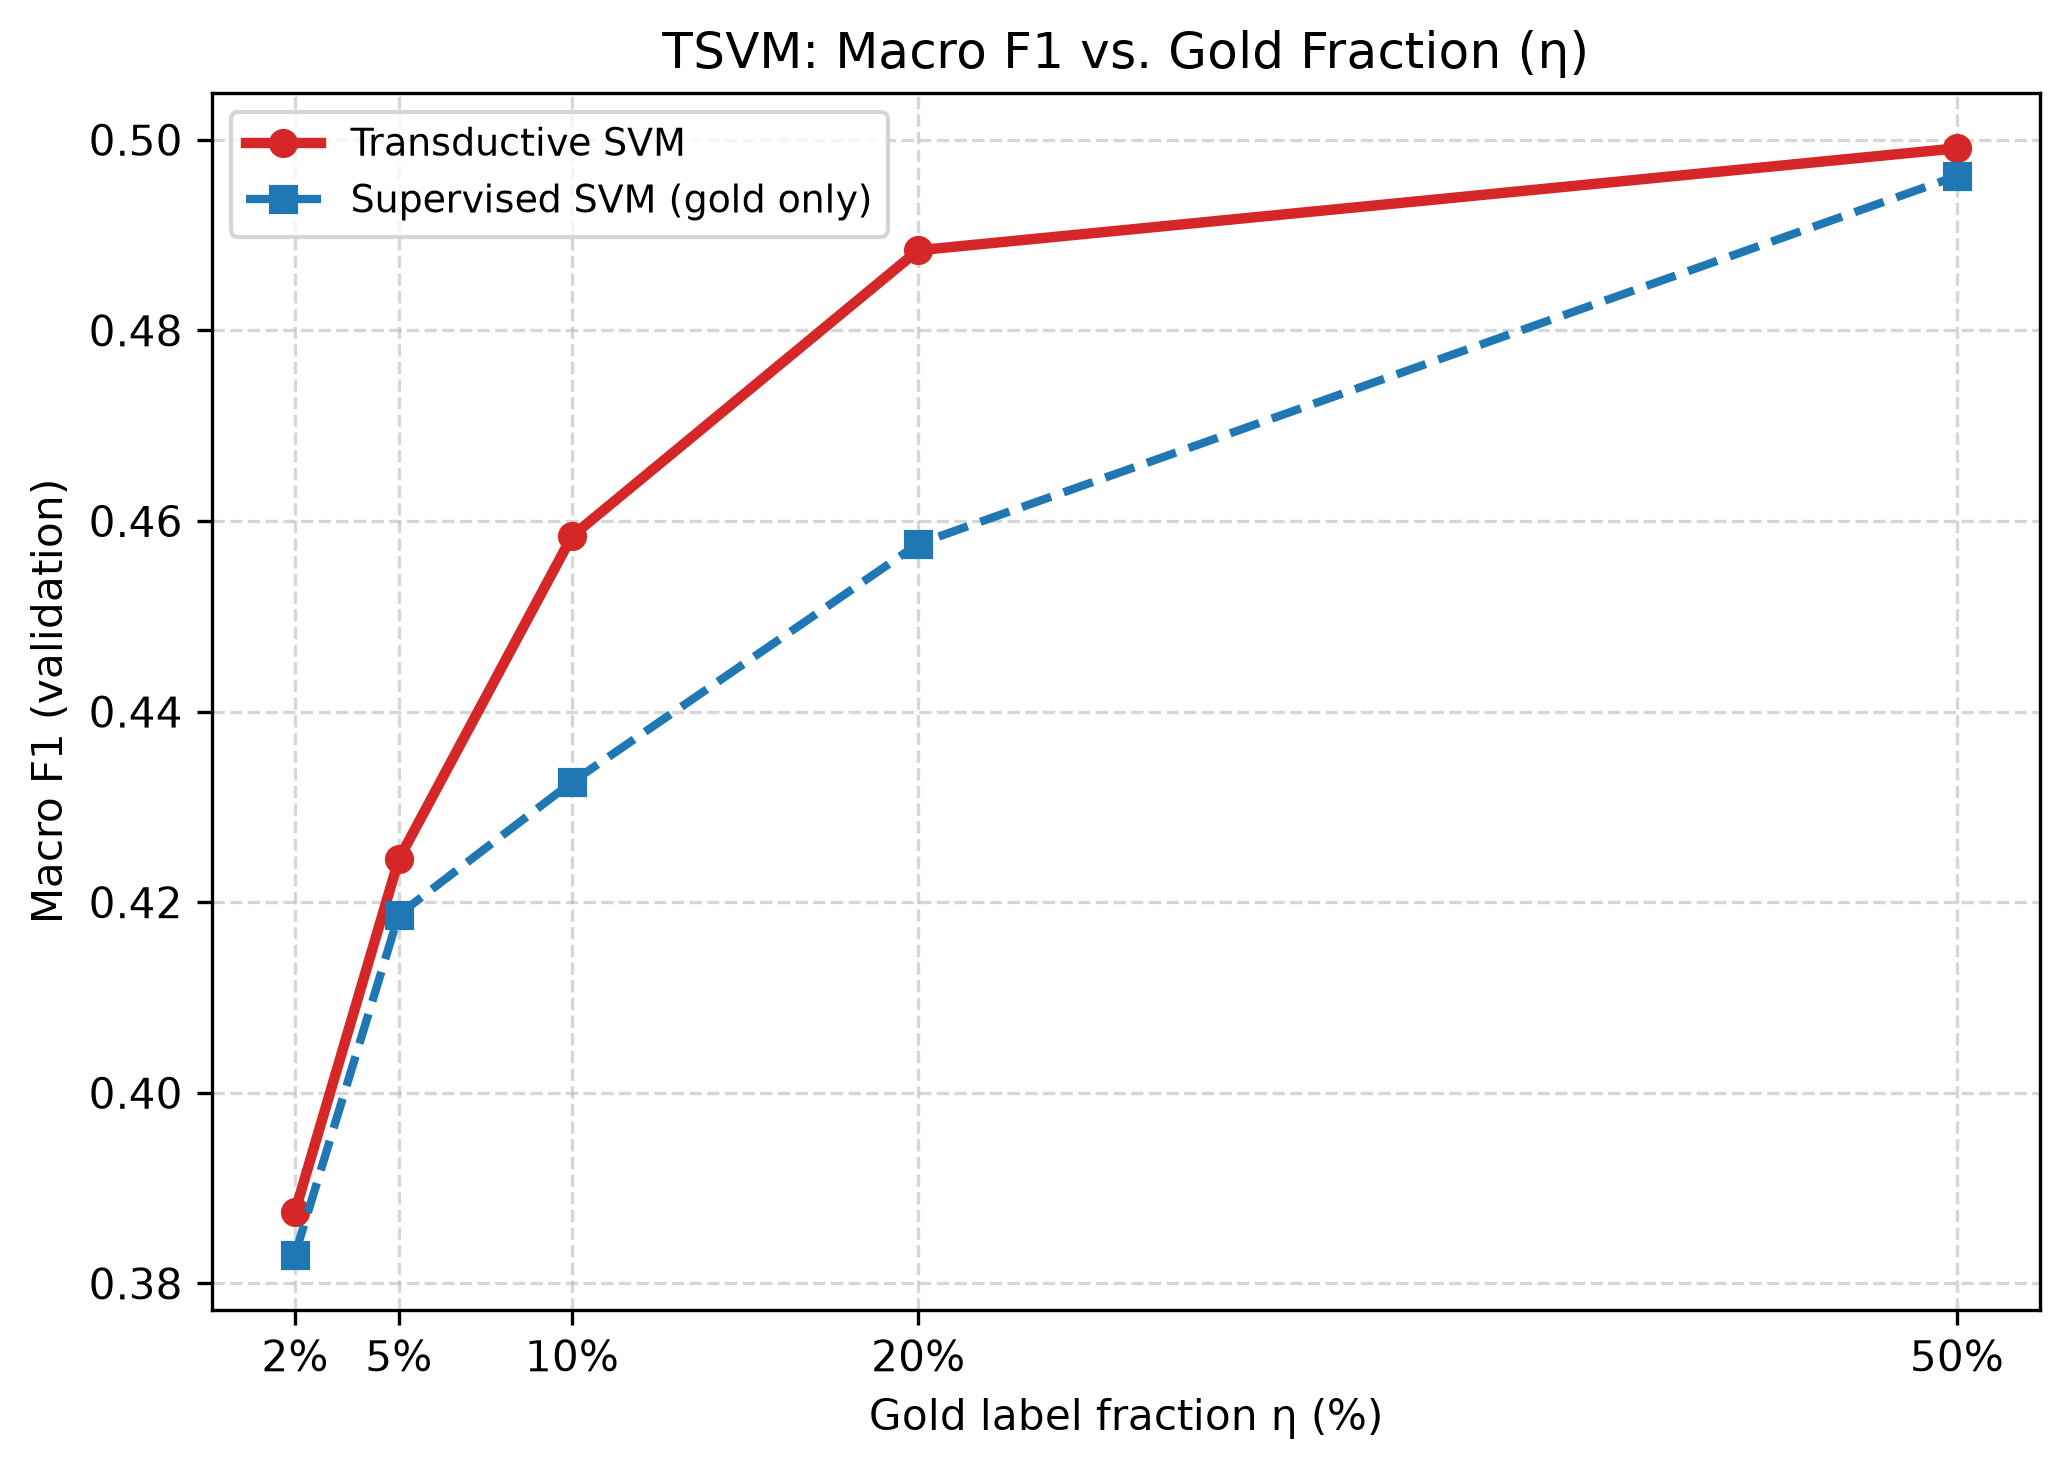 TSVM: Macro F1 vs. Gold Fraction (η)
Transductive SVM
Supervised SVM (gold only)
Macro F1 (validation)
0.50
0.48
0.46
0.44
0.42
0.40
0.38
2% 5% 10% 20% 50%
Gold label fraction η (%)